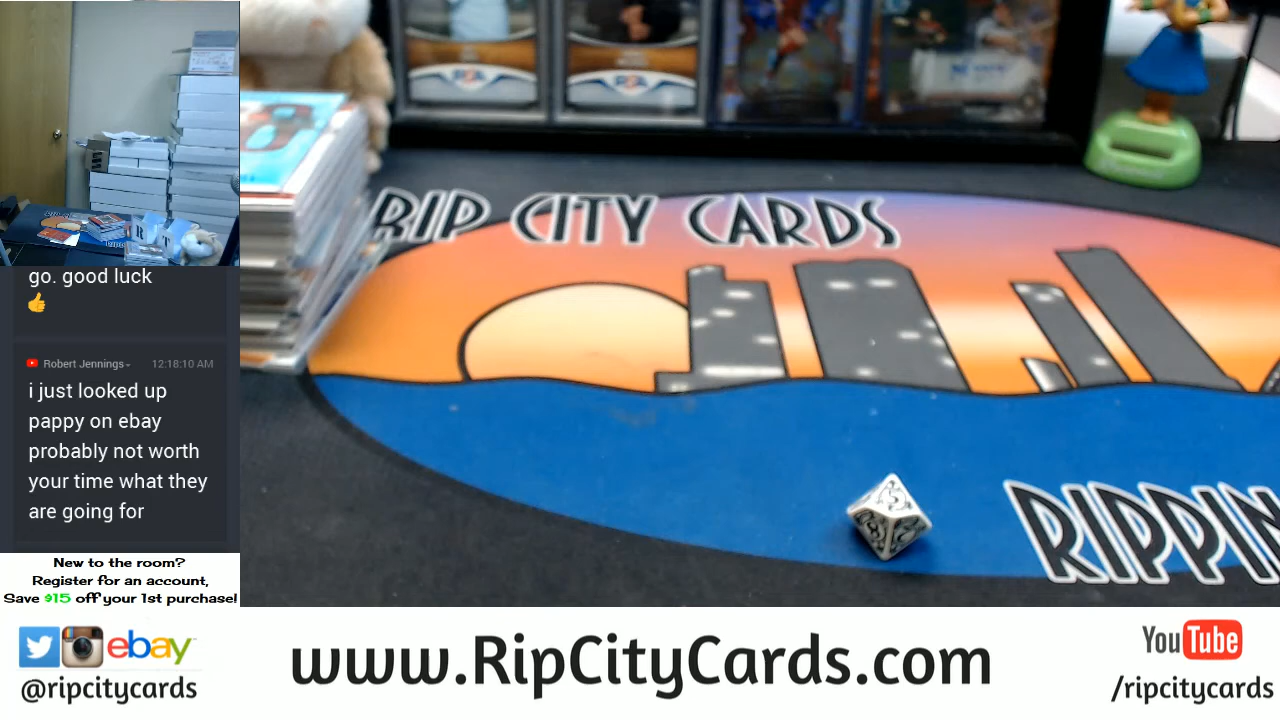 RIP CITY CARDS
RIPPIN
go. good luck
👍
Robert Jennings
12:18:10 AM
i just looked up
pappy on ebay
probably not worth
your time what they
are going for
New to the room?
Register for an account,
Save $15 off your 1st purchase!
ebay
@ripcitycards
www.RipCityCards.com
YouTube
/ripcitycards